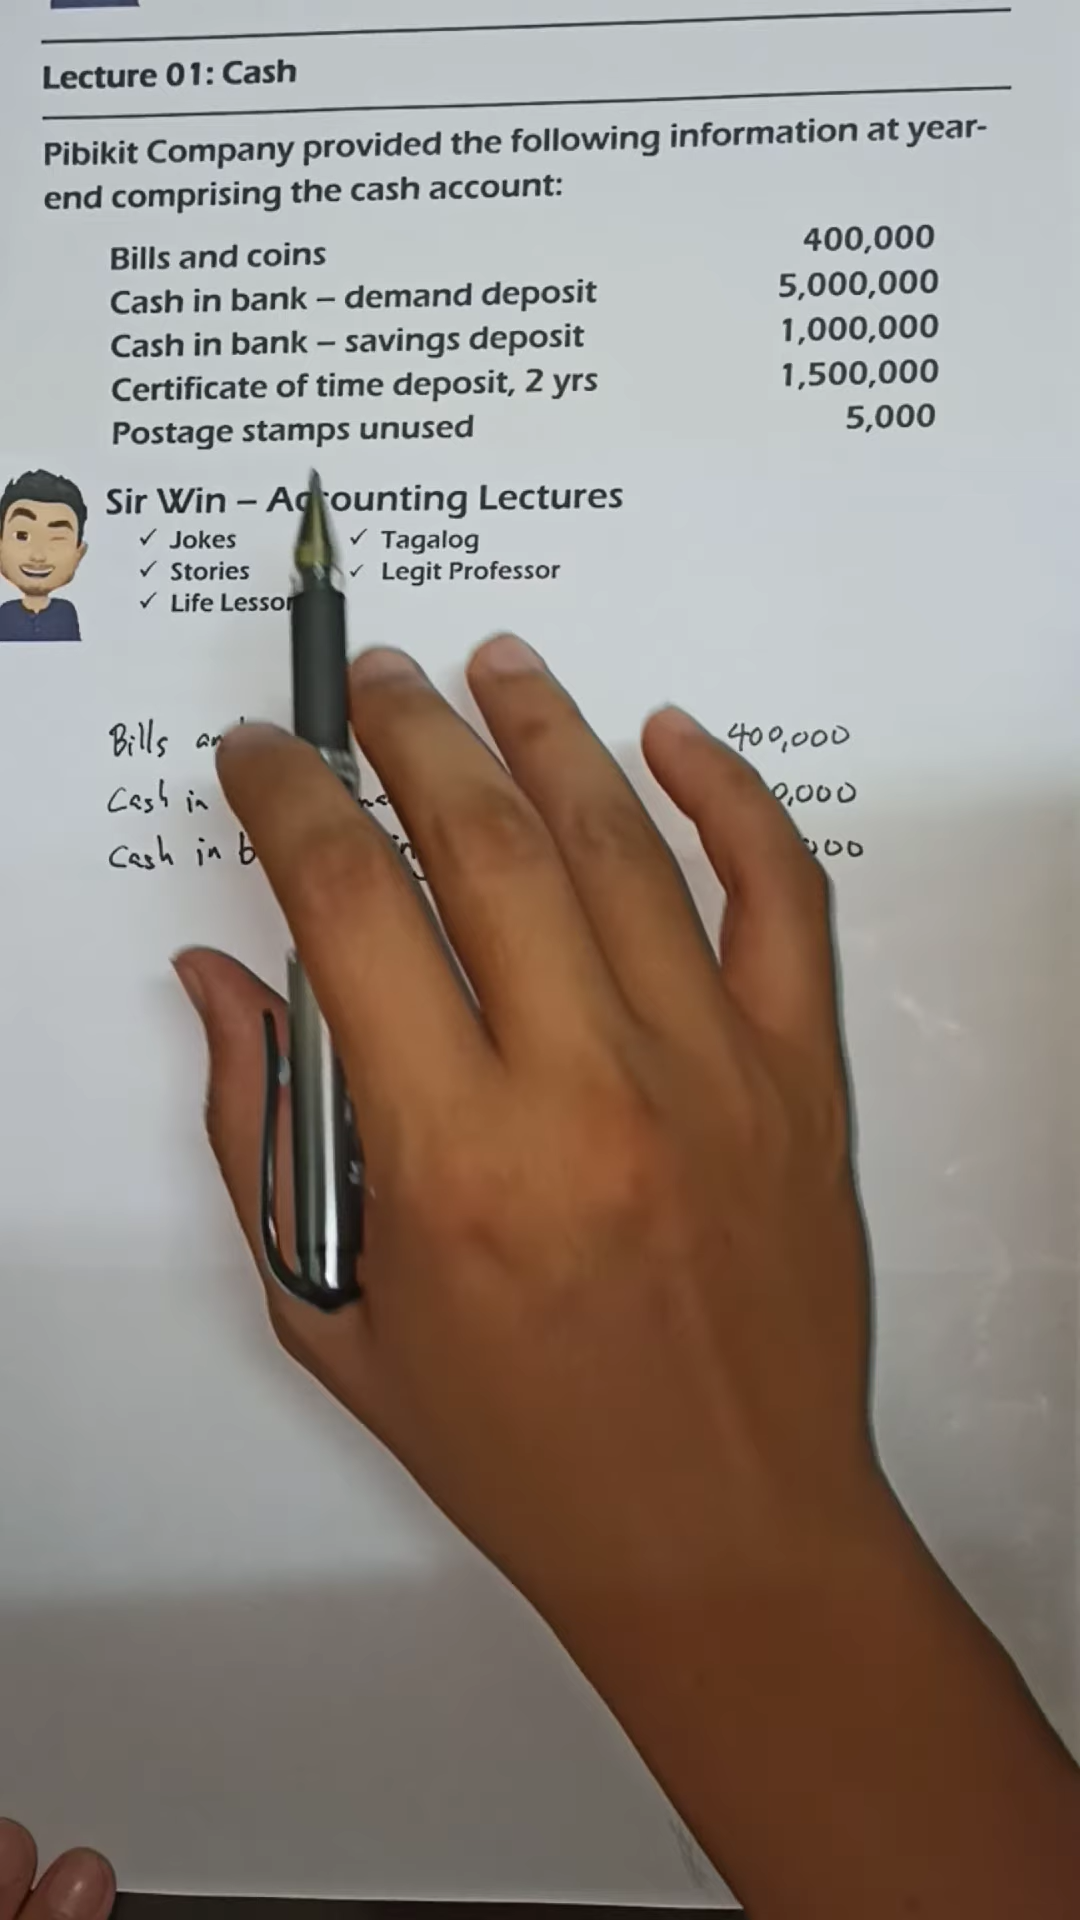 Lecture 01: Cash
Pibikit Company provided the following information at year-
end comprising the cash account:
Bills and coins 400,000
Cash in bank – demand deposit 5,000,000
Cash in bank – savings deposit 1,000,000
Certificate of time deposit, 2 yrs 1,500,000
Postage stamps unused 5,000
Sir Win – Accounting Lectures
✓ Jokes ✓ Tagalog
✓ Stories ✓ Legit Professor
✓ Life
Bills 400,000
Cash in
Cash in